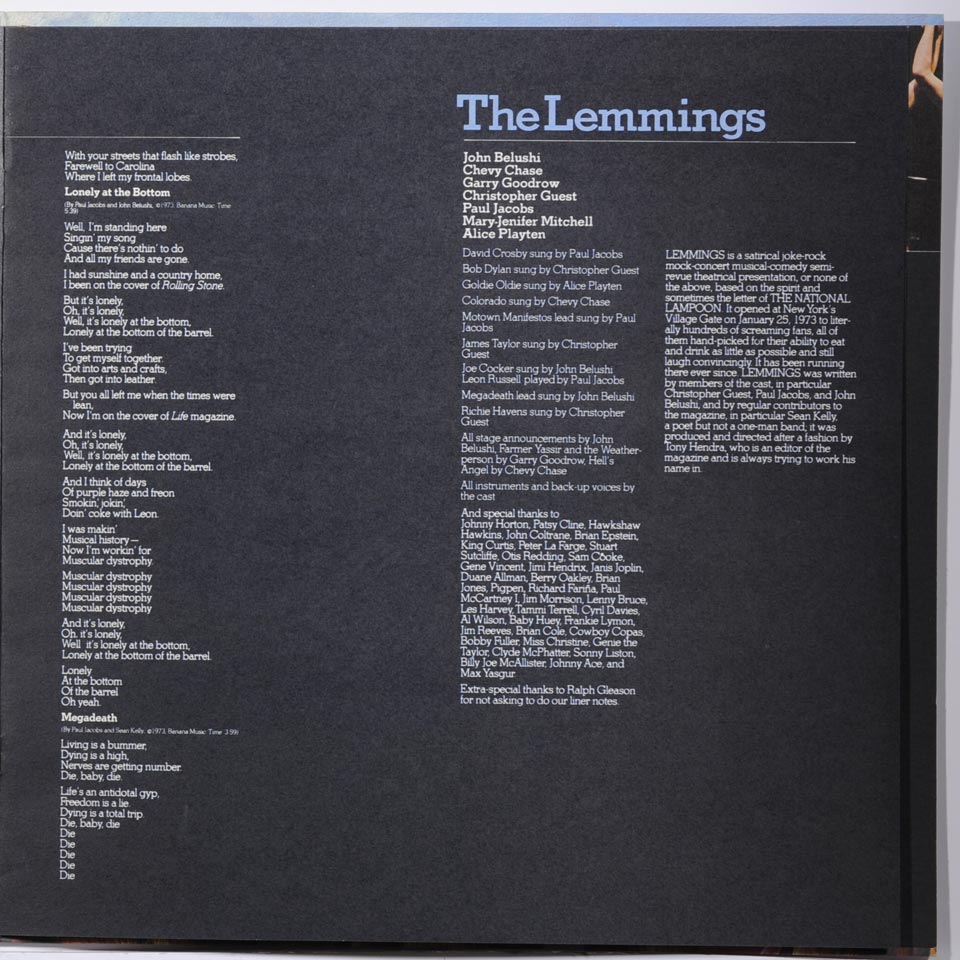 With your streets that flash like strobes,
Farewell to Carolina
Where I left my frontal lobes.
Lonely at the Bottom
(By Paul Jacobs and John Belushi, ©1973. Banana Music Time
5:39)
Well, I'm standing here
Singin' my song
Cause there's nothin' to do
And all my friends are gone.
I had sunshine and a country home,
I been on the cover of Rolling Stone.
But it's lonely,
Oh, it's lonely,
Well, it's lonely at the bottom,
Lonely at the bottom of the barrel.
I've been trying
To get myself together.
Got into arts and crafts,
Then got into leather.
But you all left me when the times were
lean,
Now I'm on the cover of Life magazine.
And it's lonely,
Oh, it's lonely,
Well, it's lonely at the bottom,
Lonely at the bottom of the barrel.
And I think of days
Of purple haze and freon
Smokin', jokin',
Doin' coke with Leon.
I was makin'
Musical history—
Now I'm workin' for
Muscular dystrophy.
Muscular dystrophy
Muscular dystrophy
Muscular dystrophy
Muscular dystrophy
And it's lonely,
Oh, it's lonely,
Well it's lonely at the bottom,
Lonely at the bottom of the barrel.
Lonely
At the bottom
Of the barrel
Oh yeah.
Megadeath
(By Paul Jacobs and Sean Kelly. ©1973, Banana Music Time 3:59)
Living is a bummer,
Dying is a high,
Nerves are getting number.
Die, baby, die.
Life's an antidotal gyp,
Freedom is a lie.
Dying is a total trip.
Die, baby, die
Die
Die
Die
Die
Die
The Lemmings
John Belushi
Chevy Chase
Garry Goodrow
Christopher Guest
Paul Jacobs
Mary-Jenifer Mitchell
Alice Playten
David Crosby sung by Paul Jacobs
Bob Dylan sung by Christopher Guest
Goldie Oldie sung by Alice Playten
Colorado sung by Chevy Chase
Motown Manifestos lead sung by Paul
Jacobs
James Taylor sung by Christopher
Guest
Joe Cocker sung by John Belushi
Leon Russell played by Paul Jacobs
Megadeath lead sung by John Belushi
Richie Havens sung by Christopher
Guest
All stage announcements by John
Belushi, Farmer Yassir and the Weather-
person by Garry Goodrow, Hell's
Angel by Chevy Chase
All instruments and back-up voices by
the cast
And special thanks to
Johnny Horton, Patsy Cline, Hawkshaw
Hawkins, John Coltrane, Brian Epstein,
King Curtis, Peter La Farge, Stuart
Sutcliffe, Otis Redding, Sam Cooke,
Gene Vincent, Jimi Hendrix, Janis Joplin,
Duane Allman, Berry Oakley, Brian
Jones, Pigpen, Richard Fariña, Paul
McCartney I, Jim Morrison, Lenny Bruce,
Les Harvey, Tammi Terrell, Cyril Davies,
Al Wilson, Baby Huey, Frankie Lymon,
Jim Reeves, Brian Cole, Cowboy Copas,
Bobby Fuller, Miss Christine, Genie the
Taylor, Clyde McPhatter, Sonny Liston,
Billy Joe McAllister, Johnny Ace, and
Max Yasgur.
Extra-special thanks to Ralph Gleason
for not asking to do our liner notes.
LEMMINGS is a satirical joke-rock
mock-concert musical-comedy semi-
revue theatrical presentation, or none of
the above, based on the spirit and
sometimes the letter of THE NATIONAL
LAMPOON. It opened at New York's
Village Gate on January 25, 1973 to liter-
ally hundreds of screaming fans, all of
them hand-picked for their ability to eat
and drink as little as possible and still
laugh convincingly. It has been running
there ever since. LEMMINGS was written
by members of the cast, in particular
Christopher Guest, Paul Jacobs, and John
Belushi, and by regular contributors to
the magazine, in particular Sean Kelly,
a poet but not a one-man band; it was
produced and directed after a fashion by
Tony Hendra, who is an editor of the
magazine and is always trying to work his
name in.